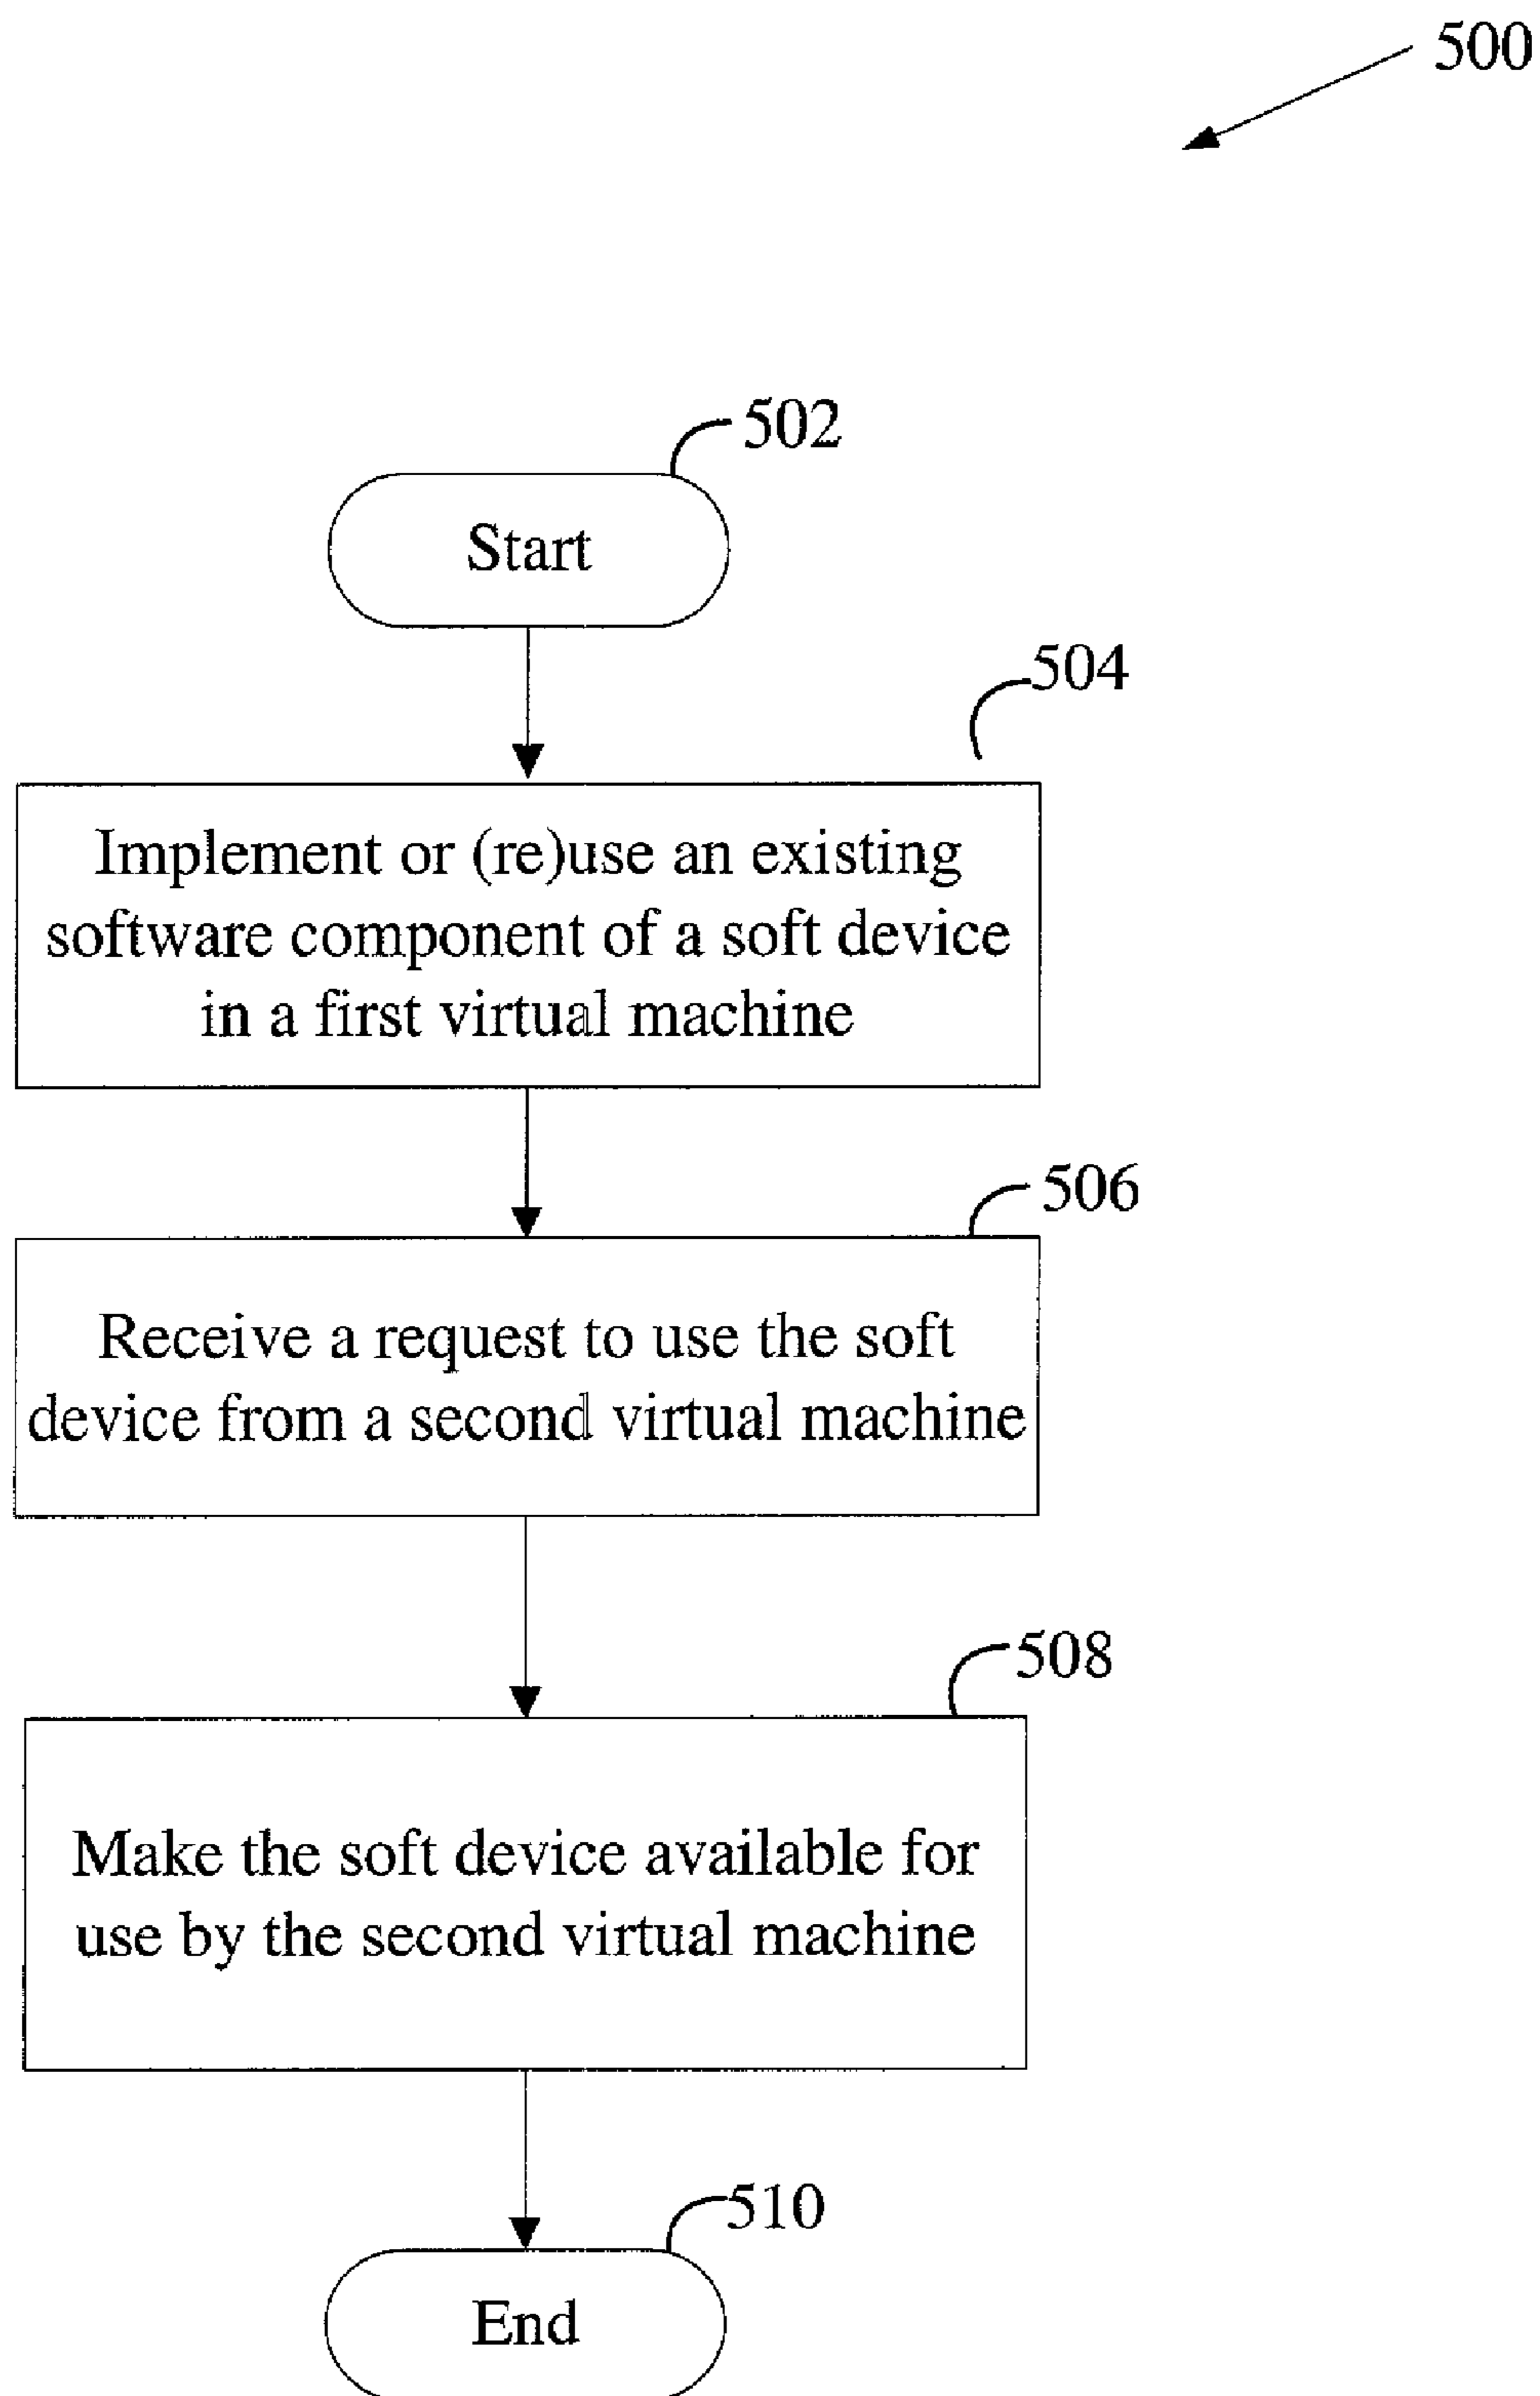 500
502
Start
504
Implement or (re)use an existing
software component of a soft device
in a first virtual machine
506
Receive a request to use the soft
device from a second virtual machine
508
Make the soft device available for
use by the second virtual machine
510
End